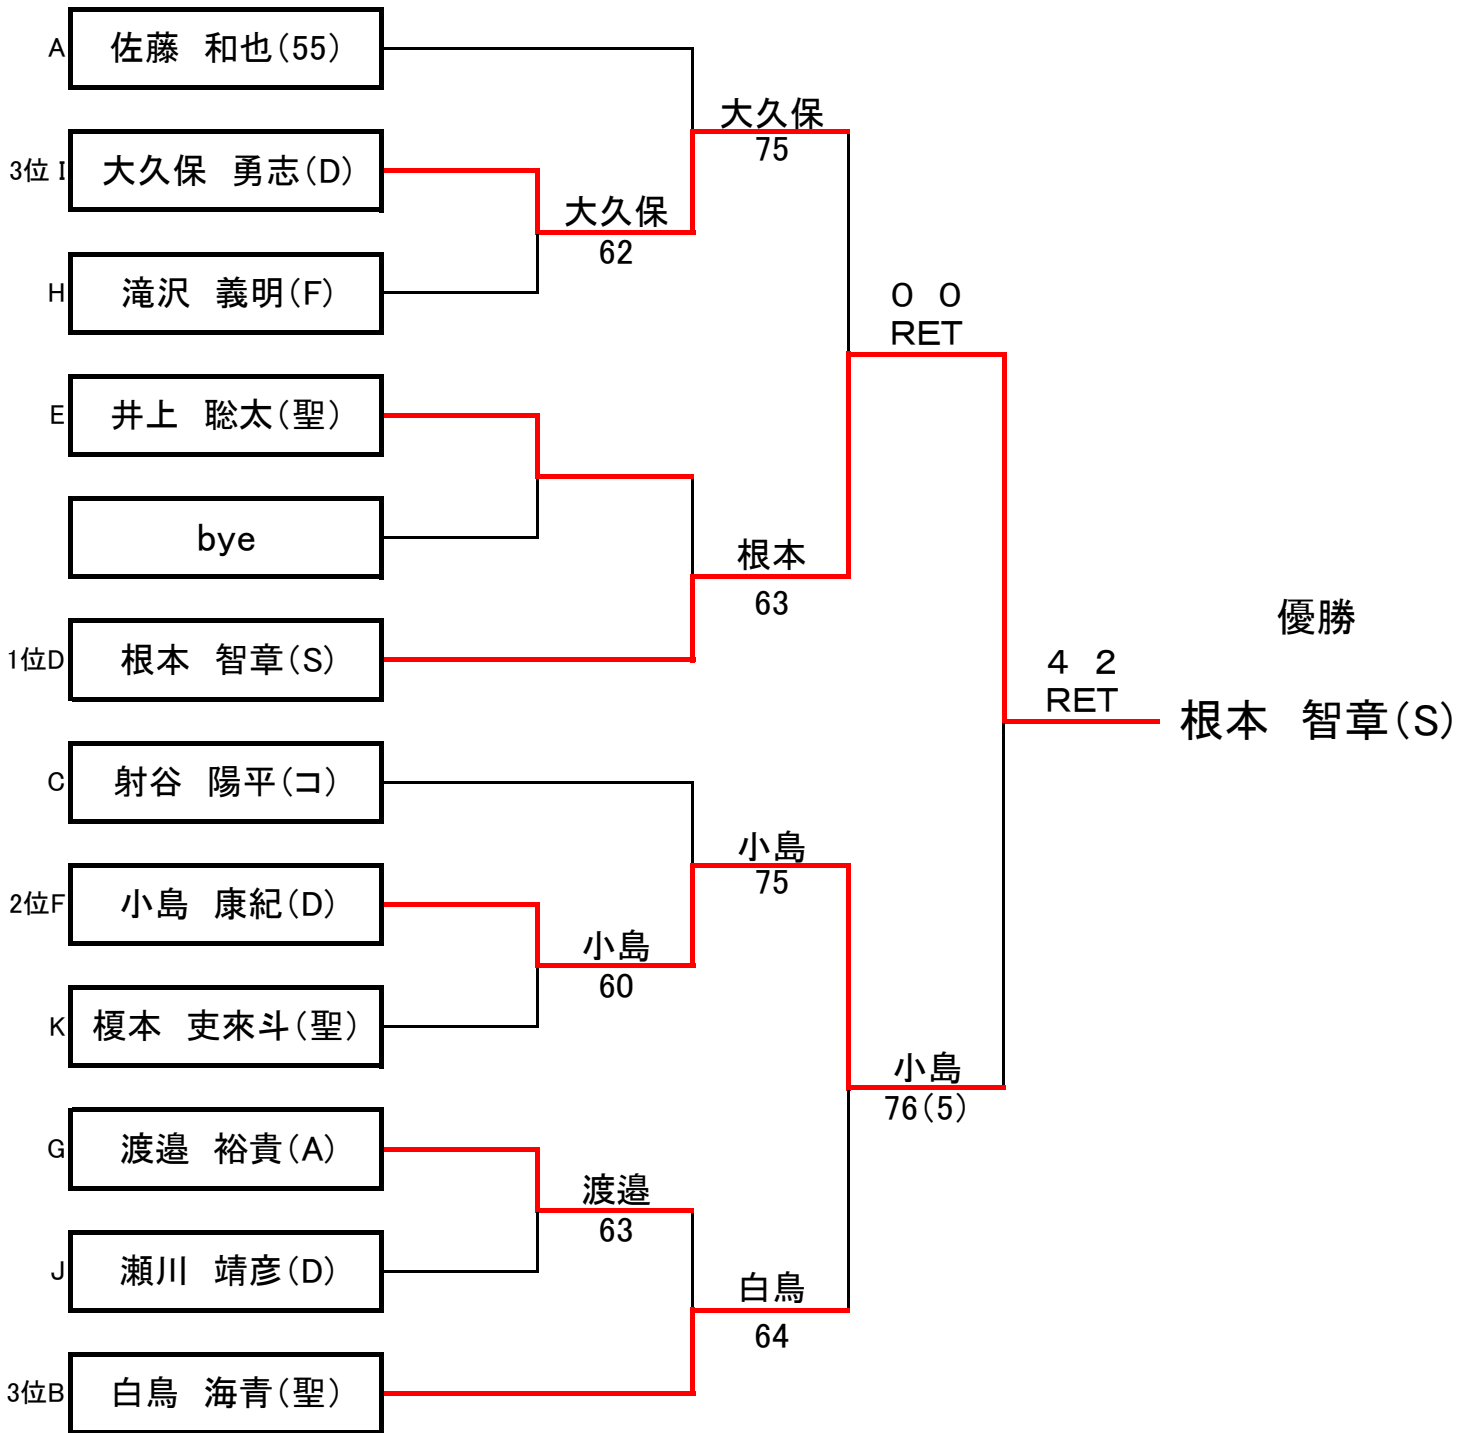 A
佐藤　和也(55)
3位 I
大久保　勇志(D)
H
滝沢　義明(F)
E
井上　聡太(聖)
bye
1位D
根本　智章(S)
C
射谷　陽平(コ)
2位F
小島　康紀(D)
K
榎本　吏來斗(聖)
G
渡邉　裕貴(A)
J
瀬川　靖彦(D)
3位B
白鳥　海青(聖)
大久保
62
小島
60
渡邉
63
大久保
75
根本
63
小島
75
白鳥
64
0　0
RET
小島
76(5)
4　2
RET
優勝
根本　智章(S)